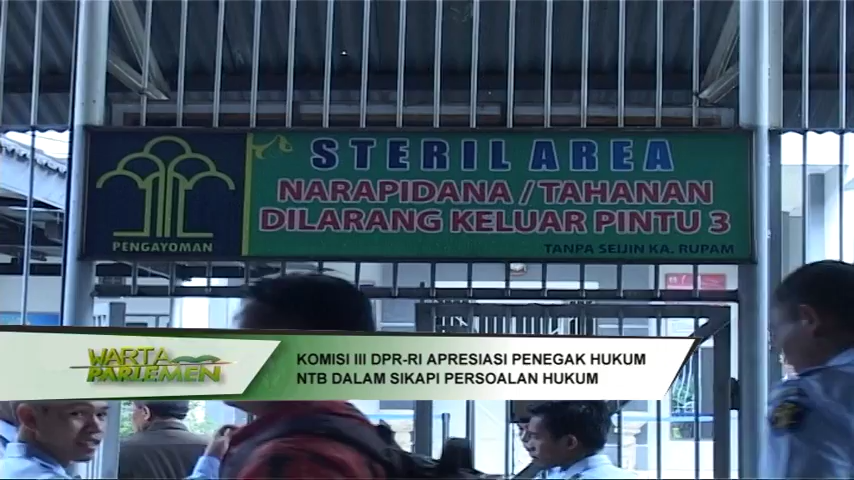 STERIL AREA
NARAPIDANA / TAHANAN
DILARANG KELUAR PINTU 3
TANPA SEIJIN KA. RUPAM
PENGAYOMAN
WARTA
PARLEMEN
KOMISI III DPR-RI APRESIASI PENEGAK HUKUM
NTB DALAM SIKAPI PERSOALAN HUKUM